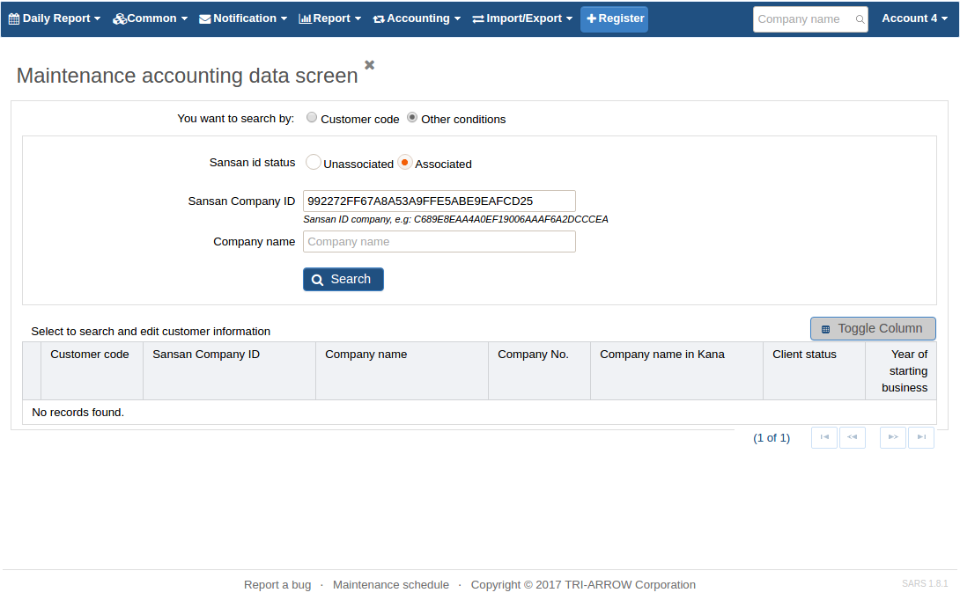 Daily Report Common Notification Report Accounting Import/Export Register Company name Account 4
Maintenance accounting data screen
You want to search by: Customer code Other conditions
Sansan id status Unassociated Associated
Sansan Company ID 992272FF67A8A53A9FFE5ABE9EAFCD25
Sansan ID company, e.g: C689E8EAA4A0EF19006AAAF6A2DCCCEA
Company name Company name
Search
Select to search and edit customer information Toggle Column
Customer code Sansan Company ID Company name Company No. Company name in Kana Client status Year of
starting
business
No records found.
(1 of 1)
Report a bug · Maintenance schedule · Copyright © 2017 TRI-ARROW Corporation SARS 1.8.1